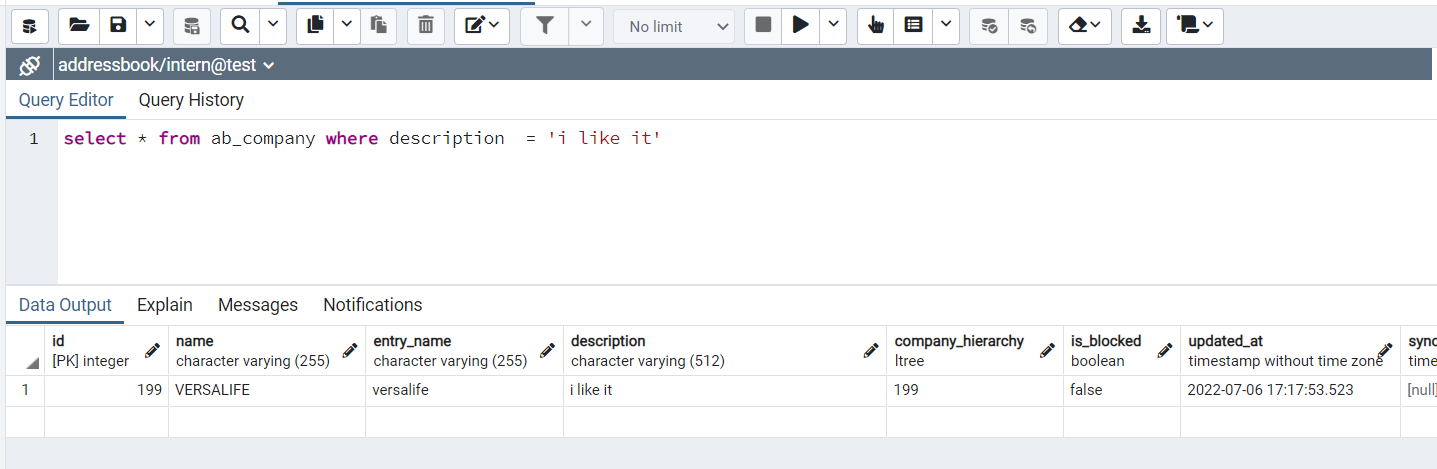 No limit
addressbook/intern@test
Query Editor Query History
1 select * from ab_company where description  = 'i like it'
Data Output Explain Messages Notifications
id name entry_name description company_hierarchy is_blocked updated_at sync
[PK] integer character varying (255) character varying (255) character varying (512) ltree boolean timestamp without time zone time
1 199 VERSALIFE versalife i like it 199 false 2022-07-06 17:17:53.523 [null]